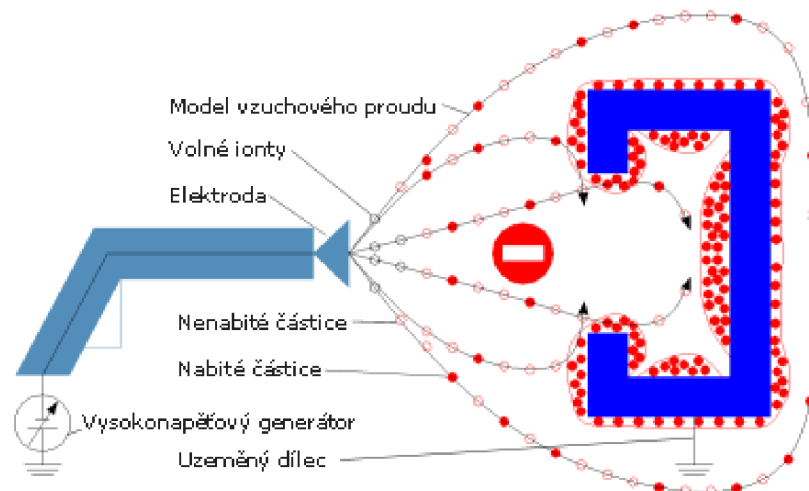 Model vzuchového proudu
Volné ionty
Elektroda
Nenabité částice
Nabité částice
Vysokonapěťový generátor
Uzeměný dílec